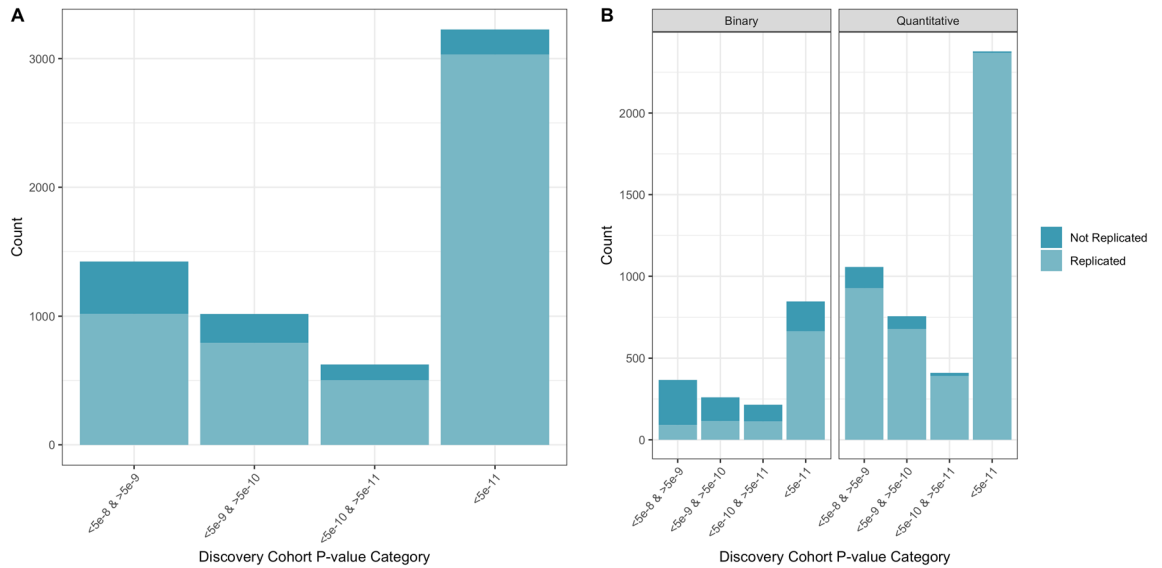 A
3000
2000
1000
0
Count
<5e-8 & >5e-9
<5e-9 & >5e-10
<5e-10 & >5e-11
<5e-11
Discovery Cohort P-value Category
B
Binary
Quantitative
2000
1500
1000
500
0
Count
<5e-8 & >5e-9
<5e-9 & >5e-10
<5e-10 & >5e-11
<5e-11
<5e-8 & >5e-9
<5e-9 & >5e-10
<5e-10 & >5e-11
<5e-11
Discovery Cohort P-value Category
Not Replicated
Replicated